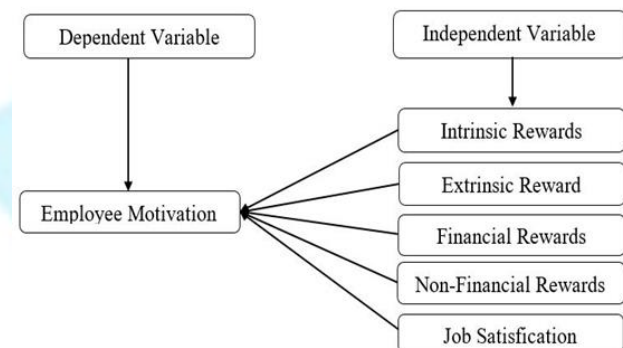 Dependent Variable
Independent Variable
Intrinsic Rewards
Extrinsic Reward
Employee Motivation
Financial Rewards
Non-Financial Rewards
Job Satisfication